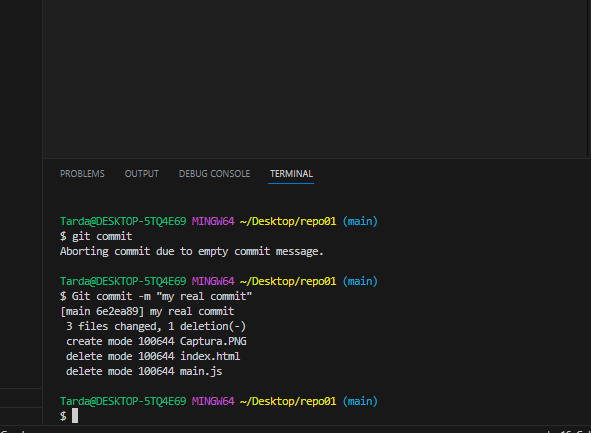 PROBLEMS OUTPUT DEBUG CONSOLE TERMINAL
Tarda@DESKTOP-5TQ4E69 MINGW64 ~/Desktop/repo01 (main)
$ git commit
Aborting commit due to empty commit message.
Tarda@DESKTOP-5TQ4E69 MINGW64 ~/Desktop/repo01 (main)
$ Git commit -m "my real commit"
[main 6e2ea89] my real commit
3 files changed, 1 deletion(-)
create mode 100644 Captura.PNG
delete mode 100644 index.html
delete mode 100644 main.js
Tarda@DESKTOP-5TQ4E69 MINGW64 ~/Desktop/repo01 (main)
$